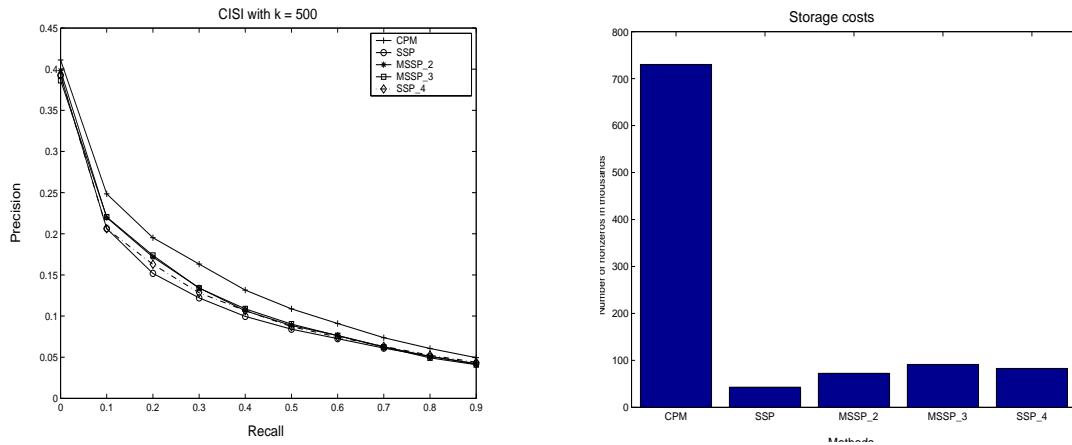 CISI with k = 500
0.45
0.4
0.35
0.3
0.25
0.2
0.15
0.1
0.05
0
Precision
CPM
SSP
MSSP_2
MSSP_3
SSP_4
0 0.1 0.2 0.3 0.4 0.5 0.6 0.7 0.8 0.9
Recall
Storage costs
800
700
600
500
400
300
200
100
0
Number of nonzeros in thousands
CPM SSP MSSP_2 MSSP_3 SSP_4
Methods